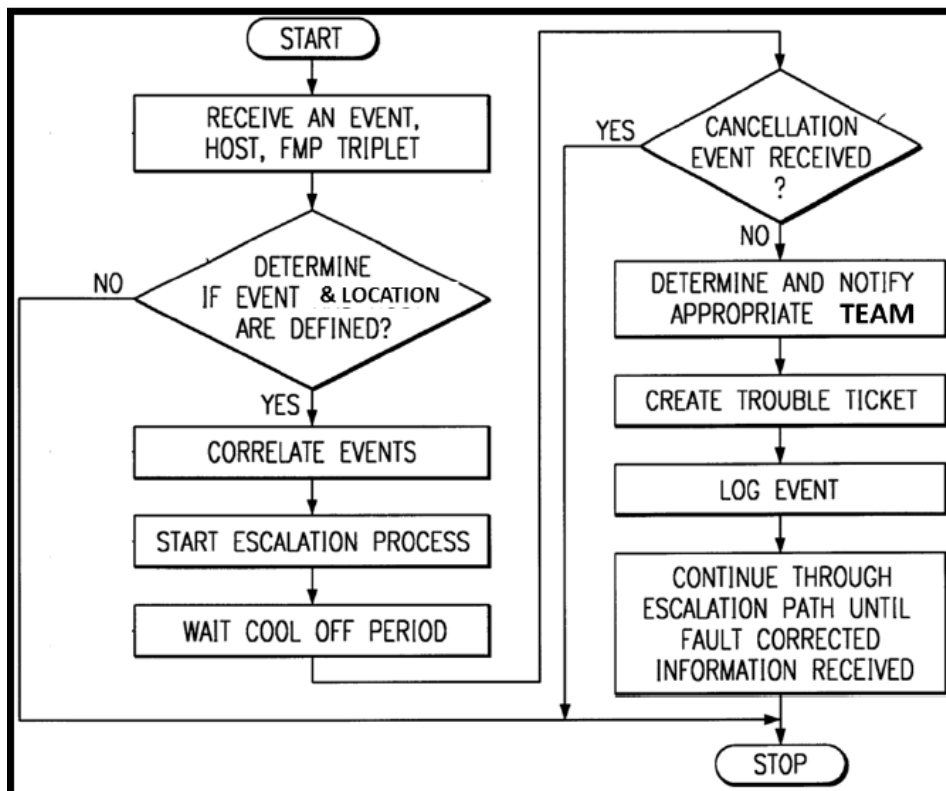 START
RECEIVE AN EVENT,
HOST, FMP TRIPLET
DETERMINE
IF EVENT & LOCATION
ARE DEFINED?
NO
YES
CORRELATE EVENTS
START ESCALATION PROCESS
WAIT COOL OFF PERIOD
CANCELLATION
EVENT RECEIVED
?
YES
NO
DETERMINE AND NOTIFY
APPROPRIATE TEAM
CREATE TROUBLE TICKET
LOG EVENT
CONTINUE THROUGH
ESCALATION PATH UNTIL
FAULT CORRECTED
INFORMATION RECEIVED
STOP